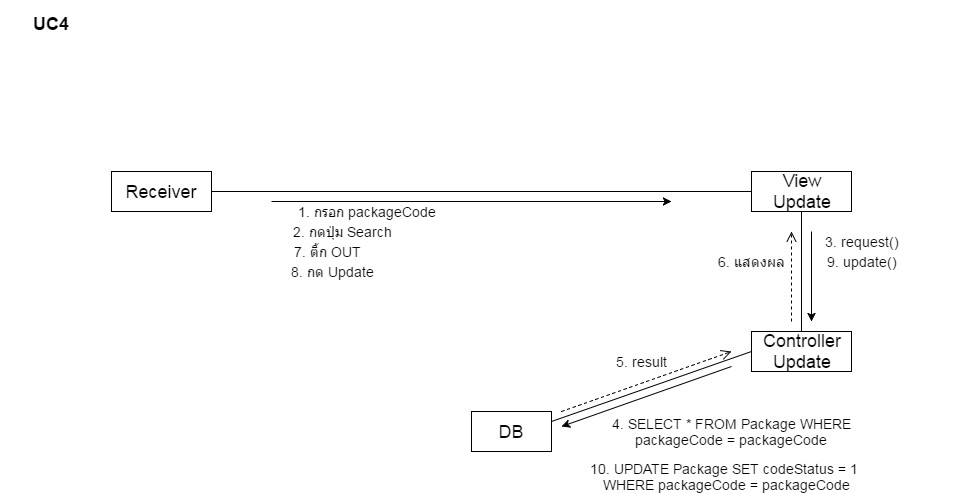 UC4
Receiver
View
Update
1. กรอก packageCode
2. กดปุ่ม Search
7. ติ๊ก OUT
8. กด Update
3. request()
6. แสดงผล
9. update()
Controller
Update
5. result
DB
4. SELECT * FROM Package WHERE
packageCode = packageCode
10. UPDATE Package SET codeStatus = 1
WHERE packageCode = packageCode